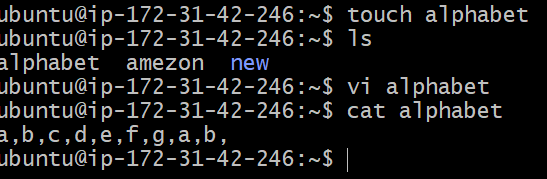 ubuntu@ip-172-31-42-246:~$ touch alphabet
ubuntu@ip-172-31-42-246:~$ ls
alphabet  amezon  new
ubuntu@ip-172-31-42-246:~$ vi alphabet
ubuntu@ip-172-31-42-246:~$ cat alphabet
a,b,c,d,e,f,g,a,b,
ubuntu@ip-172-31-42-246:~$